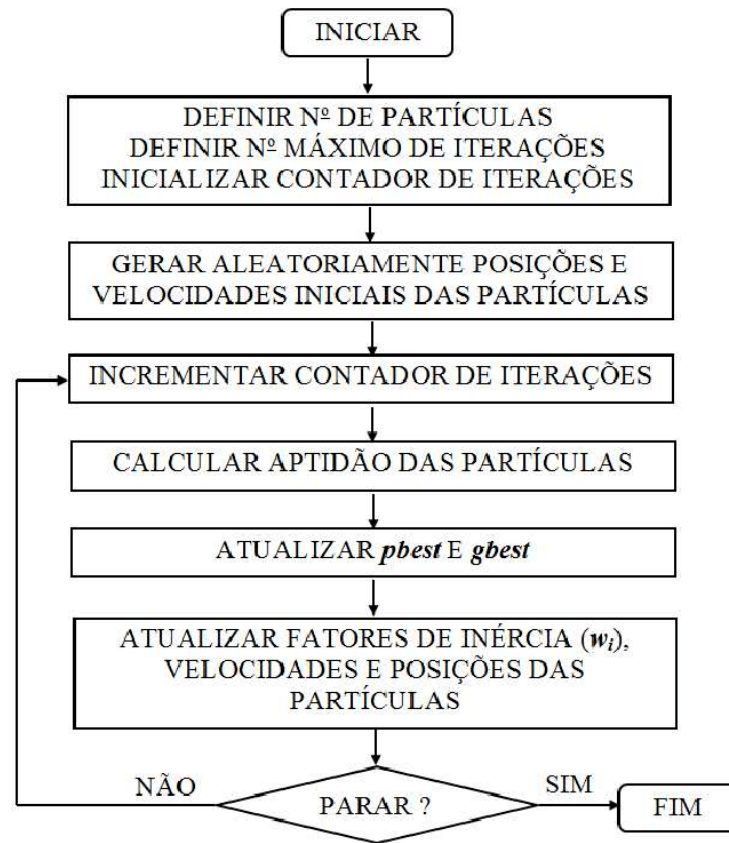 INICIAR
DEFINIR Nº DE PARTÍCULAS
DEFINIR Nº MÁXIMO DE ITERAÇÕES
INICIALIZAR CONTADOR DE ITERAÇÕES
GERAR ALEATORIAMENTE POSIÇÕES E
VELOCIDADES INICIAIS DAS PARTÍCULAS
INCREMENTAR CONTADOR DE ITERAÇÕES
CALCULAR APTIDÃO DAS PARTÍCULAS
ATUALIZAR pbest E gbest
ATUALIZAR FATORES DE INÉRCIA (wi),
VELOCIDADES E POSIÇÕES DAS
PARTÍCULAS
NÃO
PARAR ?
SIM
FIM